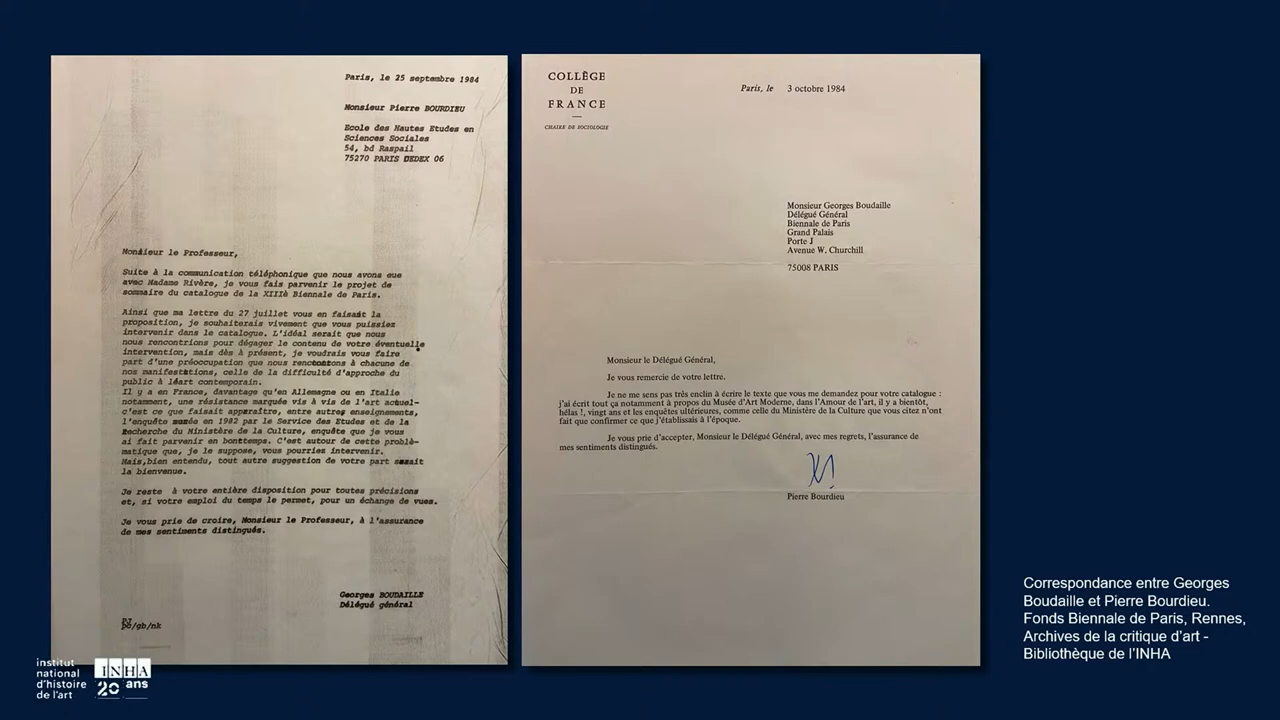 Paris, le 25 septembre 1984
Monsieur Pierre BOURDIEU
Ecole des Hautes Etudes en
Sciences Sociales
54, bd Raspail
75270 PARIS CEDEX 06
Monsieur le Professeur,
Suite à la communication téléphonique que nous avons eue
avec Madame Rivère, je vous fais parvenir le projet de
sommaire du catalogue de la XIIIè Biennale de Paris.
Ainsi que ma lettre du 27 juillet vous en faisait la
proposition, je souhaiterais vivement que vous puissiez
intervenir dans le catalogue. L'idéal serait que nous
nous rencontrions pour dégager le contenu de votre éventuelle
intervention, mais dès à présent, je voudrais vous faire
part d'une préoccupation que nous rencontrons à chacune de
nos manifestations, celle de la difficulté d'approche du
public à l'art contemporain.
Il y a en France, davantage qu'en Allemagne ou en Italie
notamment, une résistance marquée vis à vis de l'art actuel-
c'est ce que faisait apparaître, entre autres enseignements,
l'enquête menée en 1982 par le Service des Etudes et de la
Recherche du Ministère de la Culture, enquête que je vous
ai fait parvenir en bon temps. C'est autour de cette problè-
matique que, je le suppose, vous pourriez intervenir.
Mais, bien entendu, tout autre suggestion de votre part serait
la bienvenue.
Je reste à votre entière disposition pour toutes précisions
et, si votre emploi du temps le permet, pour un échange de vues.
Je vous prie de croire, Monsieur le Professeur, à l'assurance
de mes sentiments distingués.
Georges BOUDAILLE
Délégué général
/gb/nk
COLLÈGE
DE
FRANCE
CHAIRE DE SOCIOLOGIE
Paris, le 3 octobre 1984
Monsieur Georges Boudaille
Délégué Général
Biennale de Paris
Grand Palais
Porte J
Avenue W. Churchill
75008 PARIS
Monsieur le Délégué Général,
Je vous remercie de votre lettre.
Je ne me sens pas très enclin à écrire le texte que vous me demandez pour votre catalogue :
j'ai écrit tout ça notamment à propos du Musée d'Art Moderne, dans l'Amour de l'art, il y a bientôt,
hélas !, vingt ans et les enquêtes ultérieures, comme celle du Ministère de la Culture que vous citez n'ont
fait que confirmer ce que j'établissais à l'époque.
Je vous prie d'accepter, Monsieur le Délégué Général, avec mes regrets, l'assurance de
mes sentiments distingués.
Pierre Bourdieu
Correspondance entre Georges
Boudaille et Pierre Bourdieu.
Fonds Biennale de Paris, Rennes,
Archives de la critique d'art -
Bibliothèque de l'INHA
institut
national
d'histoire
de l'art
INHA
20 ans